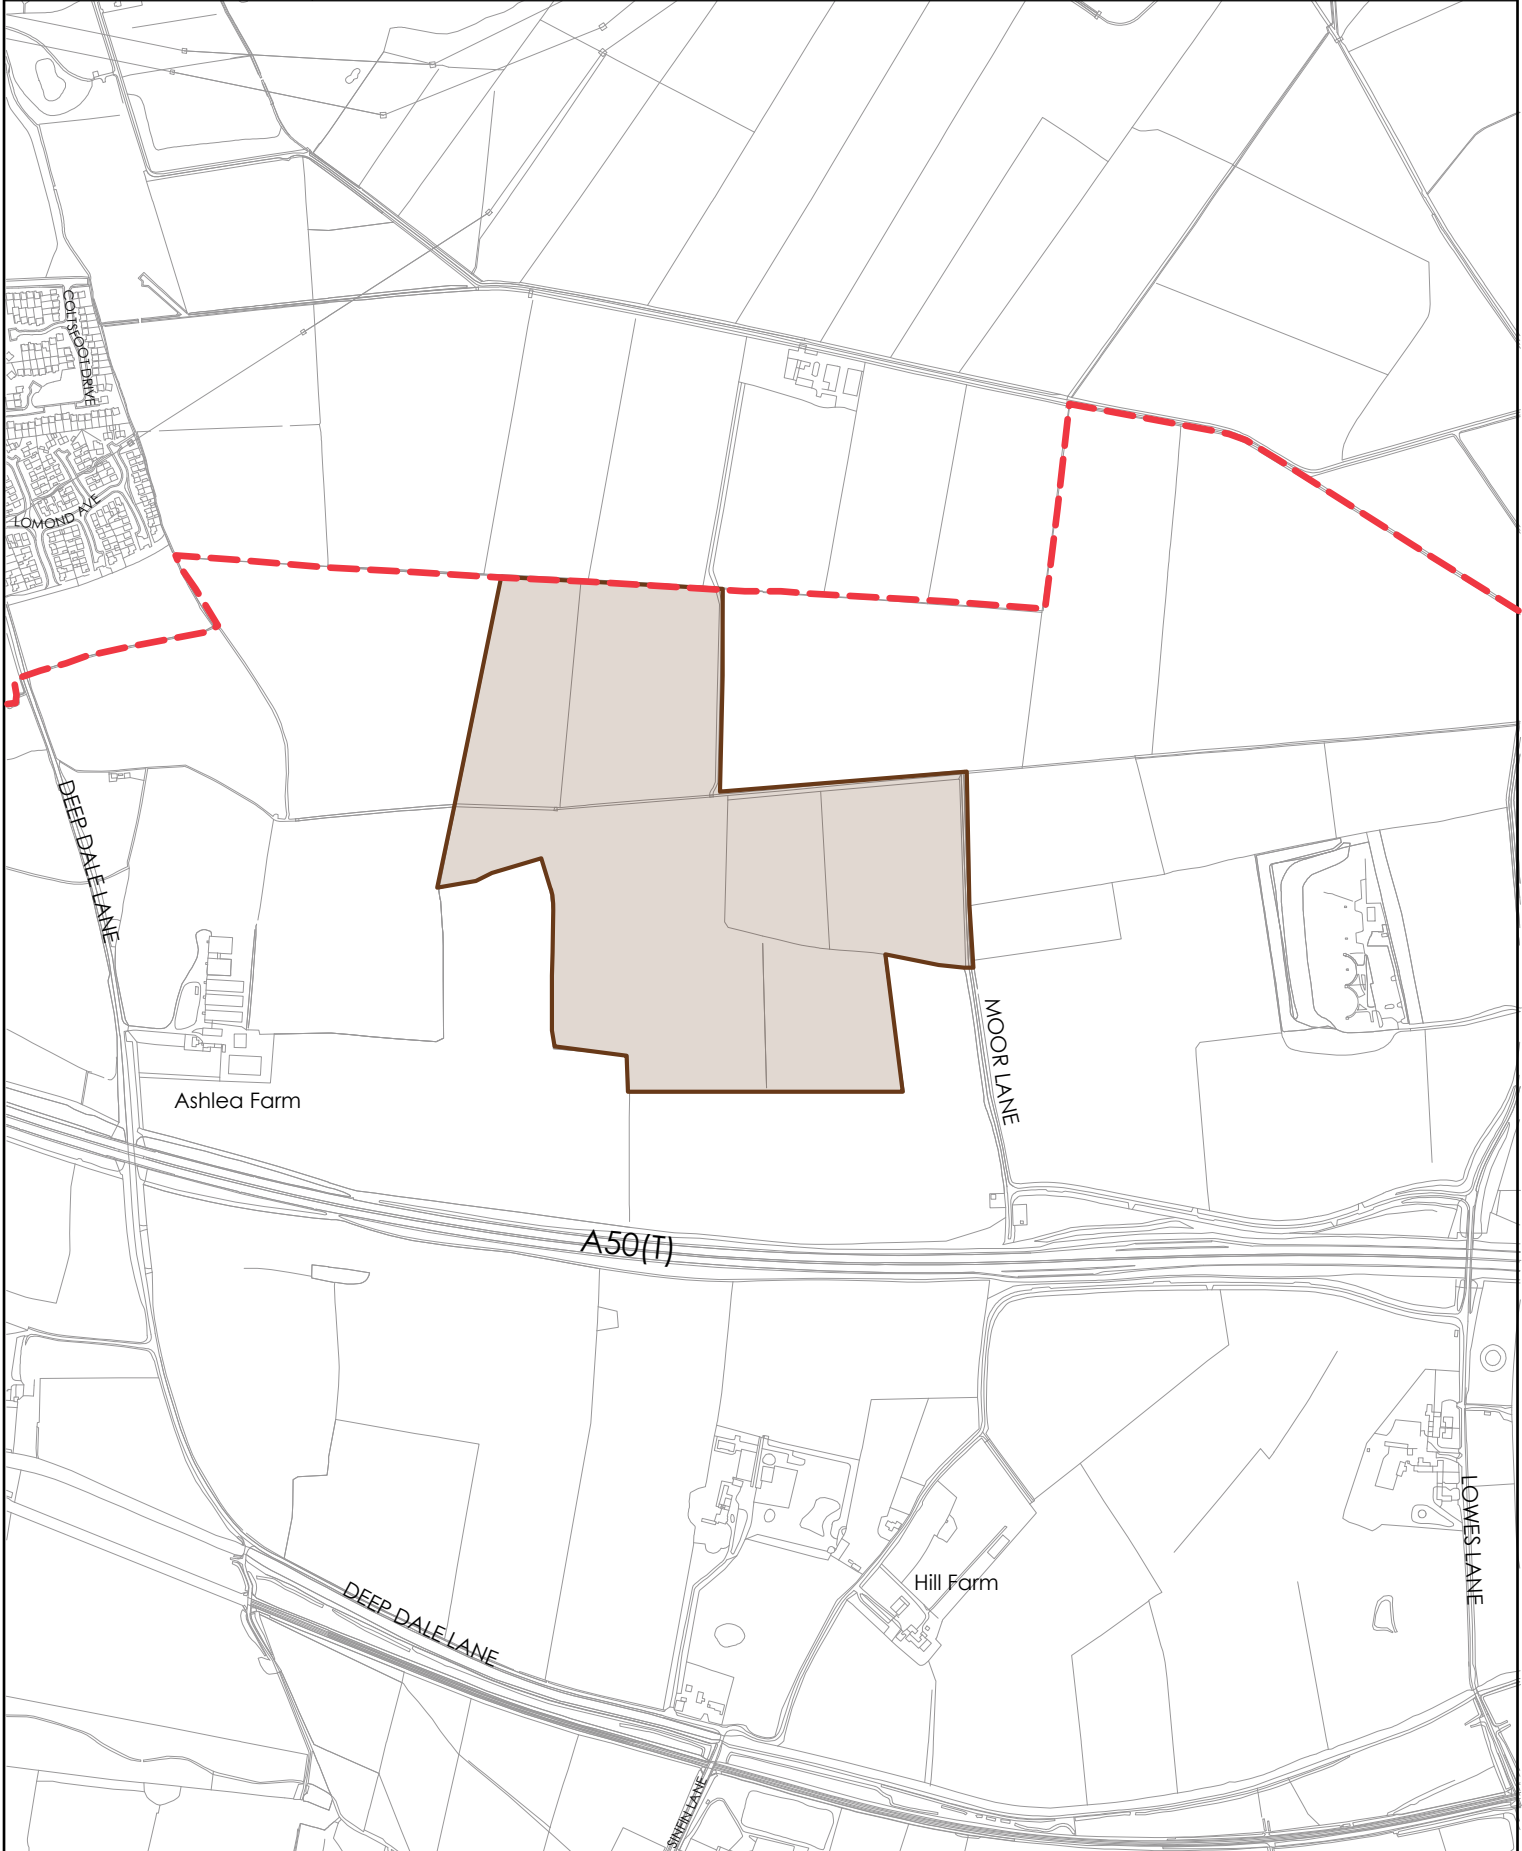 COLTSFOOT DRIVE
LOMOND AVE
DEEP DALE LANE
MOOR LANE
Ashlea Farm
A50(T)
LOWES LANE
Hill Farm
DEEP DALE LANE
SINFIN LANE